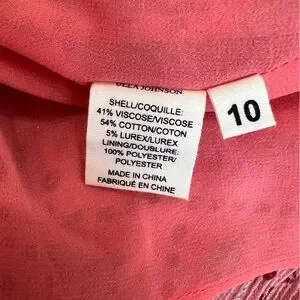 ULLA JOHNSON
SHELL/COQUILLE:
41% VISCOSE/VISCOSE
54% COTTON/COTON
5% LUREX/LUREX
LINING/DOUBLURE:
100% POLYESTER/
POLYESTER
MADE IN CHINA
FABRIQUÉ EN CHINE
10